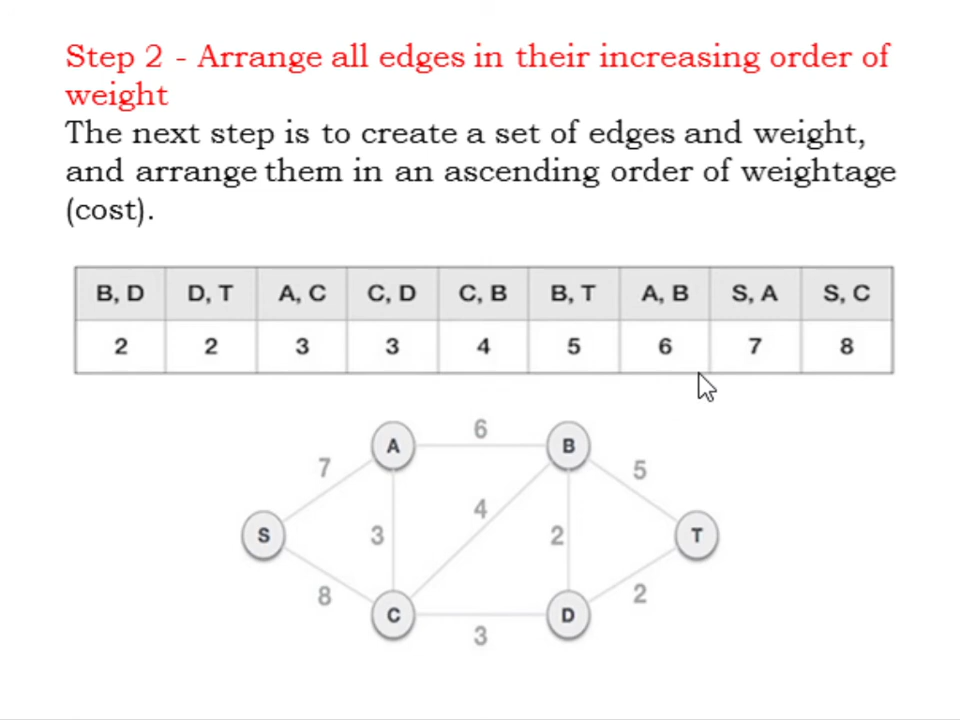 Step 2 - Arrange all edges in their increasing order of
weight
The next step is to create a set of edges and weight,
and arrange them in an ascending order of weightage
(cost).
B, D D, T A, C C, D C, B B, T A, B S, A S, C
2 2 3 3 4 5 6 7 8
6
A B
7 5
4
S 3 2 T
8 2
C D
3